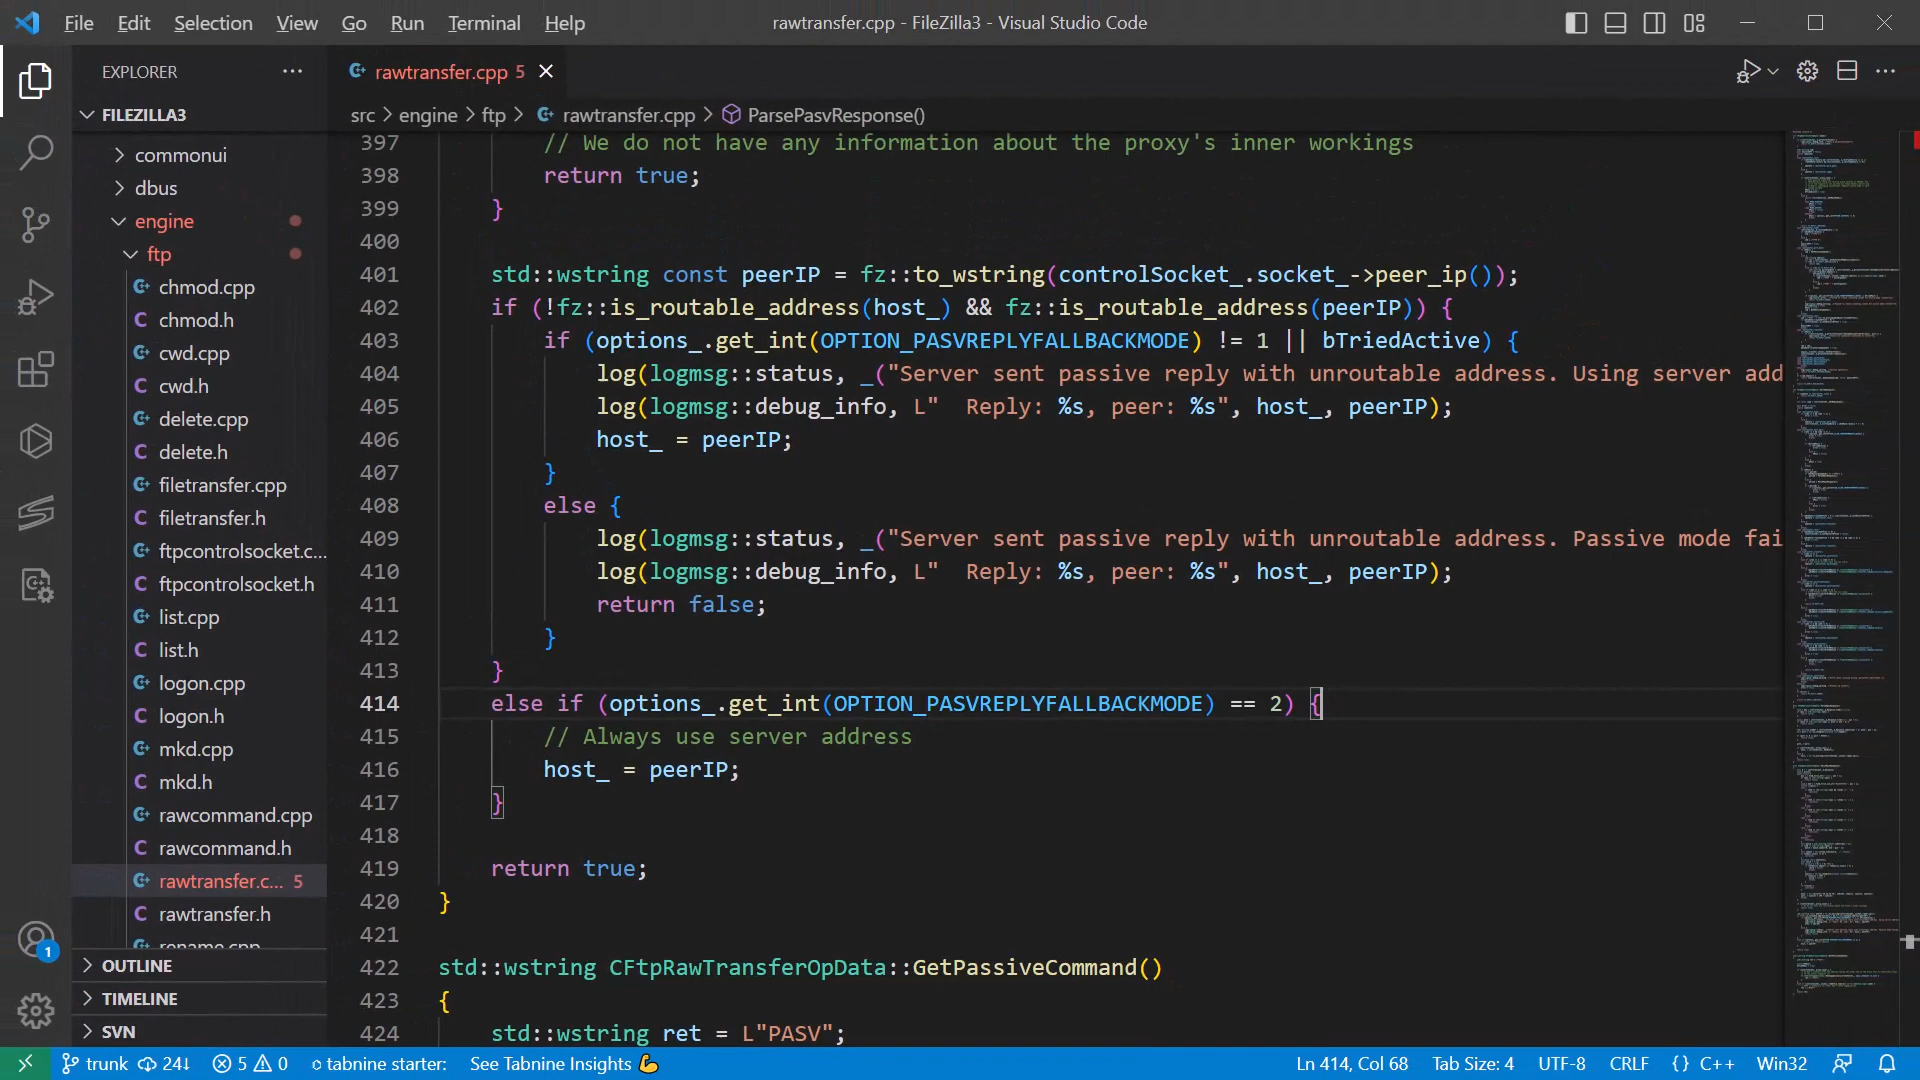 File Edit Selection View Go Run Terminal Help
rawtransfer.cpp - FileZilla3 - Visual Studio Code
EXPLORER
FILEZILLA3
commonui
dbus
engine
ftp
chmod.cpp
chmod.h
cwd.cpp
cwd.h
delete.cpp
delete.h
filetransfer.cpp
filetransfer.h
ftpcontrolsocket.c...
ftpcontrolsocket.h
list.cpp
list.h
logon.cpp
logon.h
mkd.cpp
mkd.h
rawcommand.cpp
rawcommand.h
rawtransfer.c... 5
rawtransfer.h
rename.cpp
OUTLINE
TIMELINE
SVN
1
rawtransfer.cpp 5
src > engine > ftp > rawtransfer.cpp > ParsePasvResponse()
397 // We do not have any information about the proxy's inner workings
398 return true;
399 }
400
401 std::wstring const peerIP = fz::to_wstring(controlSocket_.socket_->peer_ip());
402 if (!fz::is_routable_address(host_) && fz::is_routable_address(peerIP)) {
403 if (options_.get_int(OPTION_PASVREPLYFALLBACKMODE) != 1 || bTriedActive) {
404 log(logmsg::status, _("Server sent passive reply with unroutable address. Using server add
405 log(logmsg::debug_info, L"  Reply: %s, peer: %s", host_, peerIP);
406 host_ = peerIP;
407 }
408 else {
409 log(logmsg::status, _("Server sent passive reply with unroutable address. Passive mode fai
410 log(logmsg::debug_info, L"  Reply: %s, peer: %s", host_, peerIP);
411 return false;
412 }
413 }
414 else if (options_.get_int(OPTION_PASVREPLYFALLBACKMODE) == 2) {
415 // Always use server address
416 host_ = peerIP;
417 }
418
419 return true;
420 }
421
422 std::wstring CFtpRawTransferOpData::GetPassiveCommand()
423 {
424 std::wstring ret = L"PASV";
trunk 24↓ 5 0 tabnine starter: See Tabnine Insights 💪 Ln 414, Col 68 Tab Size: 4 UTF-8 CRLF {} C++ Win32